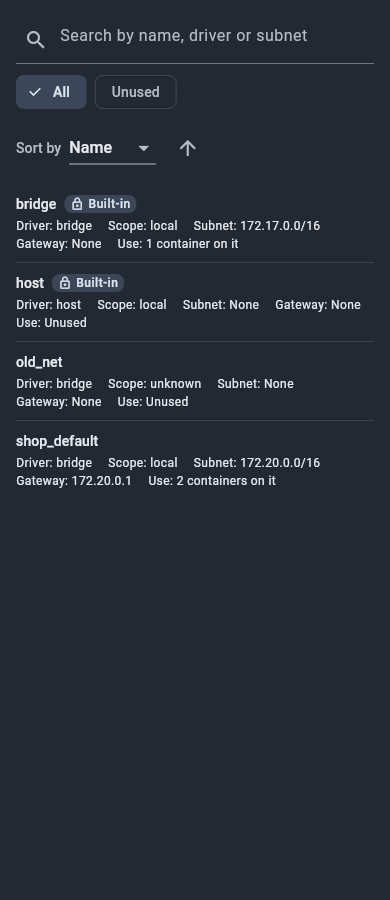 Search by name, driver or subnet
All Unused
Sort by Name
bridge Built-in
Driver: bridge Scope: local Subnet: 172.17.0.0/16
Gateway: None Use: 1 container on it
host Built-in
Driver: host Scope: local Subnet: None Gateway: None
Use: Unused
old_net
Driver: bridge Scope: unknown Subnet: None
Gateway: None Use: Unused
shop_default
Driver: bridge Scope: local Subnet: 172.20.0.0/16
Gateway: 172.20.0.1 Use: 2 containers on it